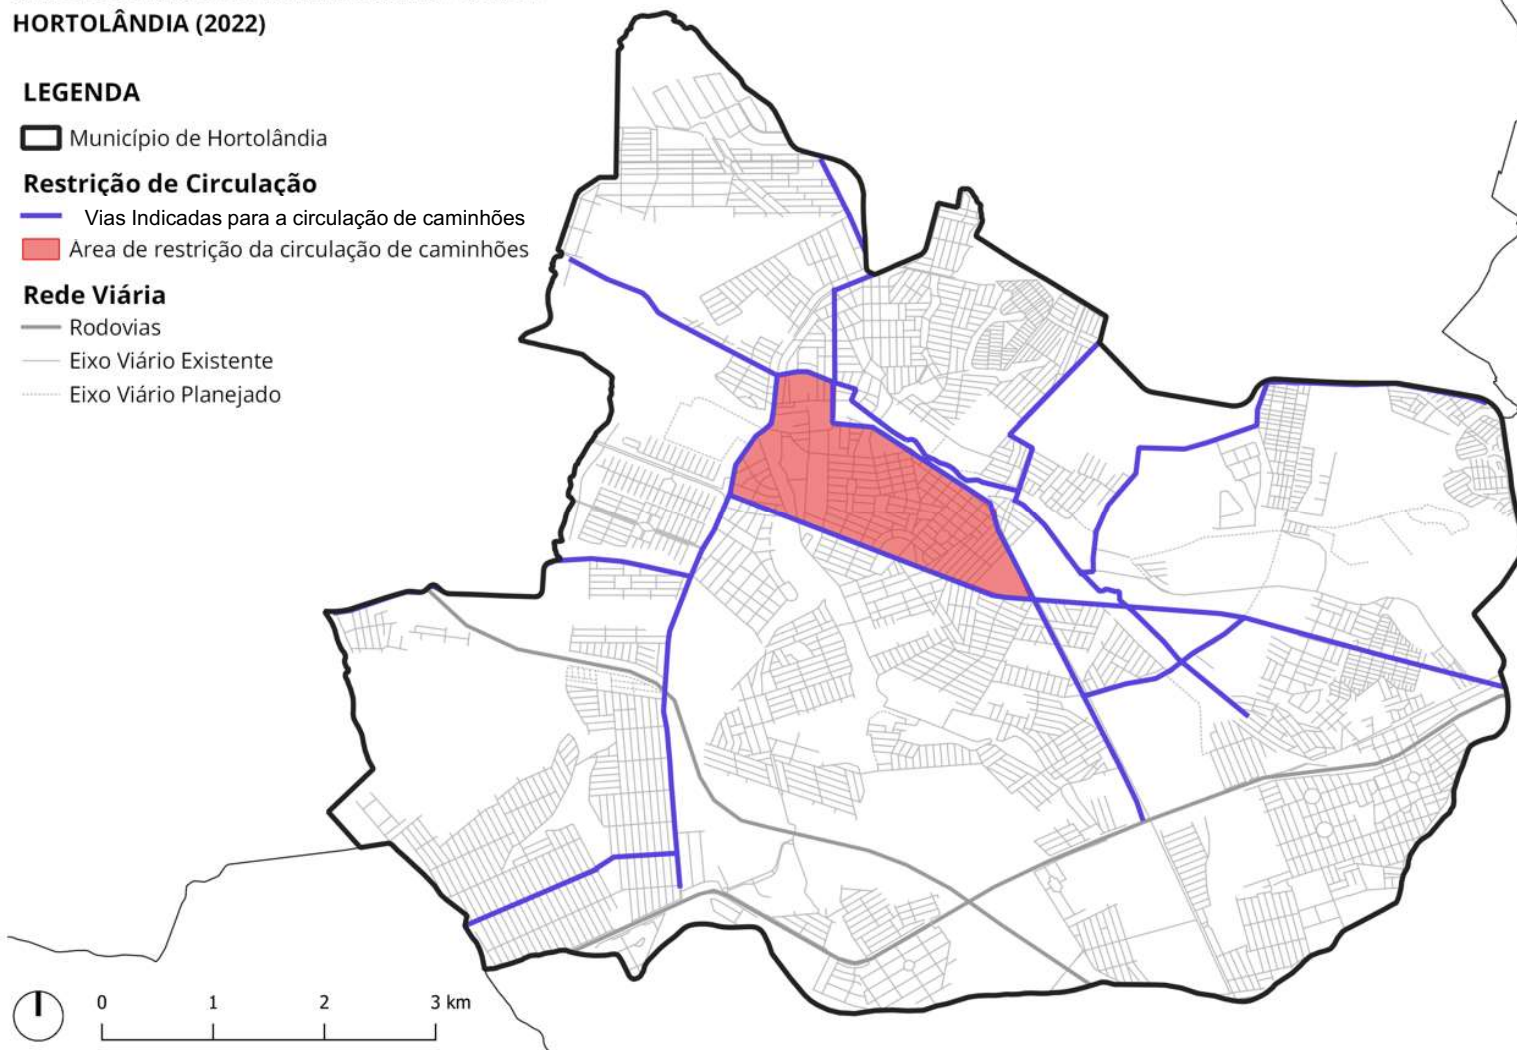 HORTOLÂNDIA (2022)
LEGENDA
Município de Hortolândia
Restrição de Circulação
Vias Indicadas para a circulação de caminhões
Área de restrição da circulação de caminhões
Rede Viária
Rodovias
Eixo Viário Existente
Eixo Viário Planejado
0 1 2 3 km